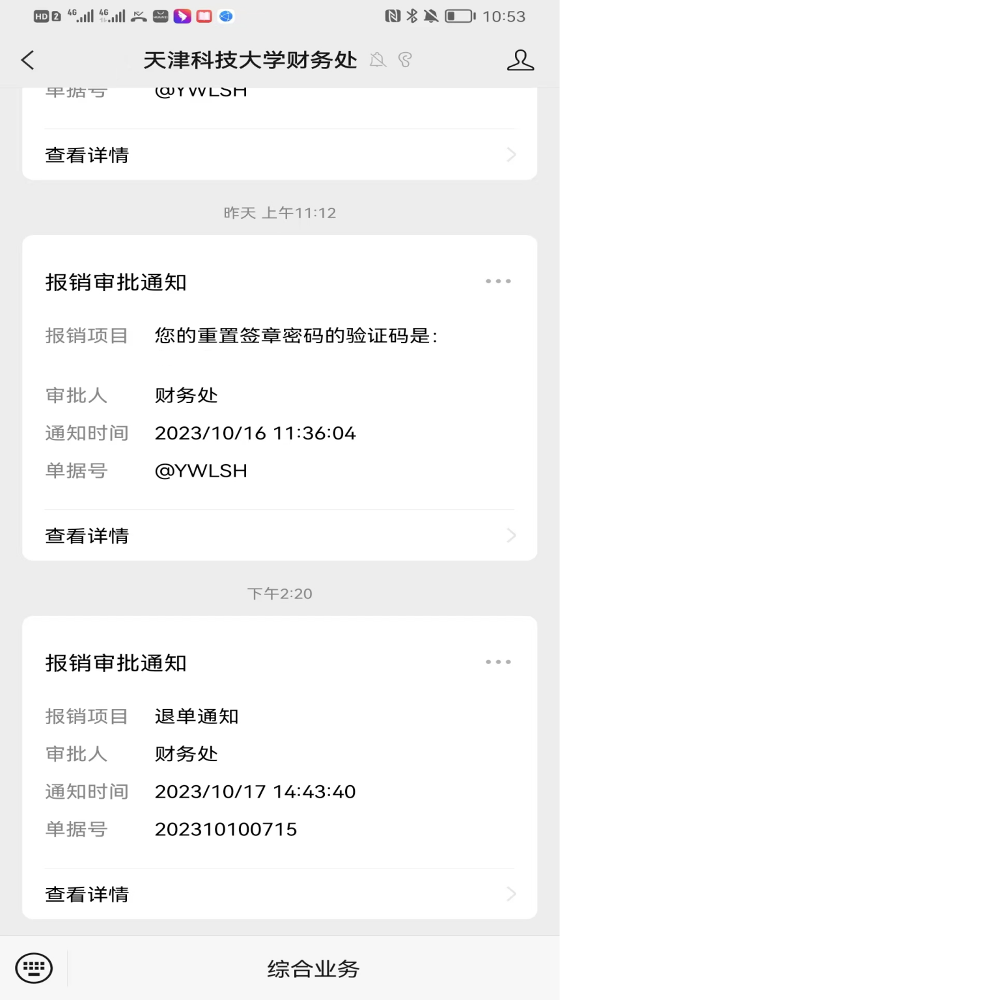 HD 2 4G 4G HUAWEI 10:53
天津科技大学财务处
单据号 @YWLSH
查看详情
昨天 上午11:12
报销审批通知
报销项目 您的重置签章密码的验证码是:
审批人 财务处
通知时间 2023/10/16 11:36:04
单据号 @YWLSH
查看详情
下午2:20
报销审批通知
报销项目 退单通知
审批人 财务处
通知时间 2023/10/17 14:43:40
单据号 202310100715
查看详情
综合业务